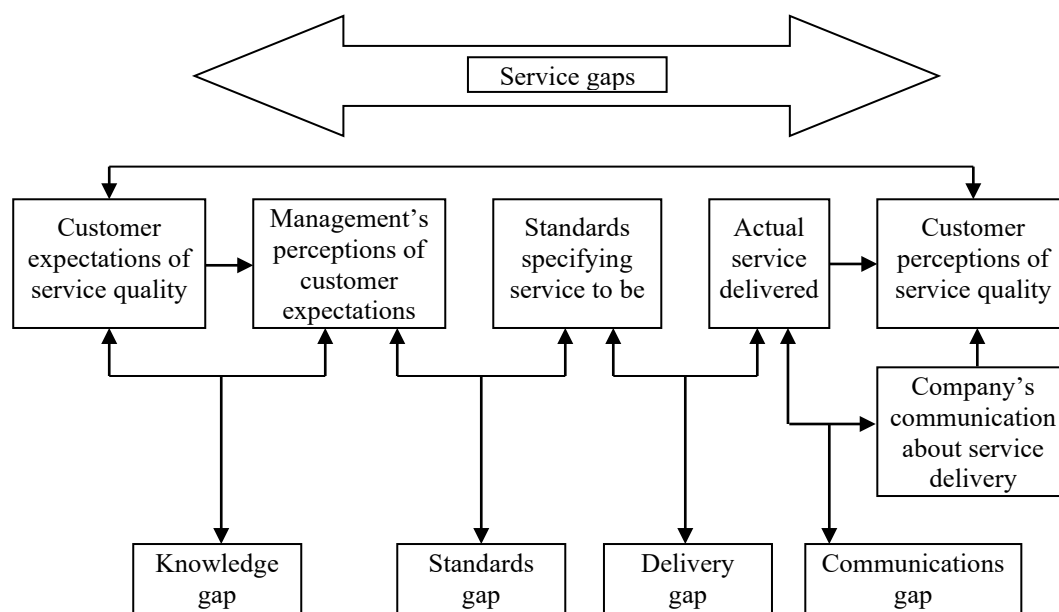 Service gaps
Customer
expectations of
service quality
Management’s
perceptions of
customer
expectations
Standards
specifying
service to be
Actual
service
delivered
Customer
perceptions of
service quality
Company’s
communication
about service
delivery
Knowledge
gap
Standards
gap
Delivery
gap
Communications
gap